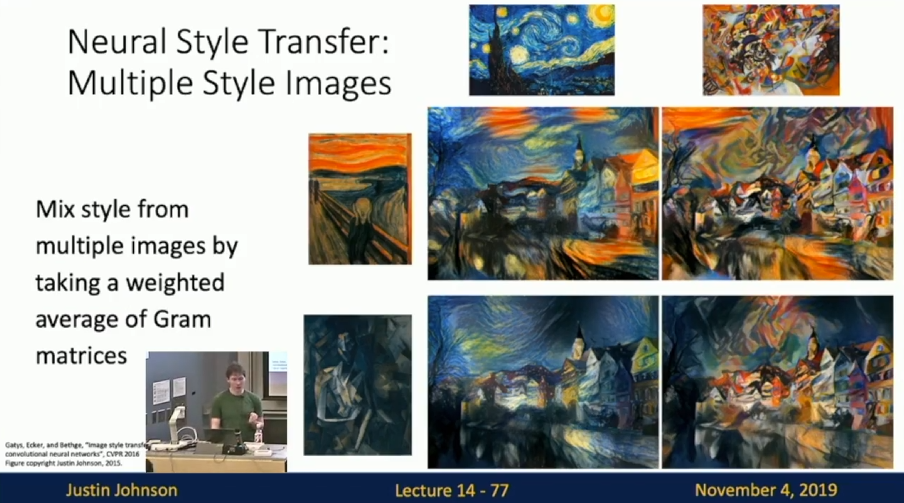 Neural Style Transfer:
Multiple Style Images
Mix style from
multiple images by
taking a weighted
average of Gram
matrices
Gatys, Ecker, and Bethge, "Image style
convolutional neural networks", CVPR 2016
Figure copyright Justin Johnson, 2015.
Justin Johnson
Lecture 14 - 77
November 4, 2019